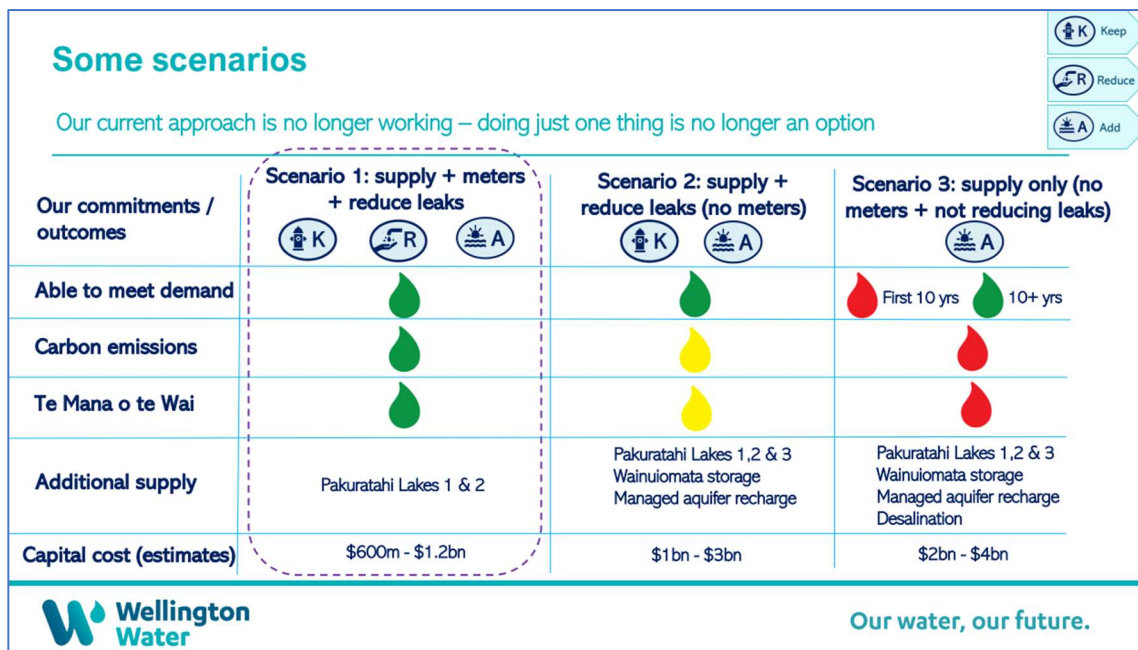 Some scenarios
K Keep
R Reduce
A Add
Our current approach is no longer working – doing just one thing is no longer an option
Our commitments /
outcomes
Scenario 1: supply + meters
+ reduce leaks
K R A
Scenario 2: supply +
reduce leaks (no meters)
K A
Scenario 3: supply only (no
meters + not reducing leaks)
A
Able to meet demand
First 10 yrs
10+ yrs
Carbon emissions
Te Mana o te Wai
Additional supply
Pakuratahi Lakes 1 & 2
Pakuratahi Lakes 1,2 & 3
Wainuiomata storage
Managed aquifer recharge
Pakuratahi Lakes 1,2 & 3
Wainuiomata storage
Managed aquifer recharge
Desalination
Capital cost (estimates)
$600m - $1.2bn
$1bn - $3bn
$2bn - $4bn
Wellington
Water
Our water, our future.